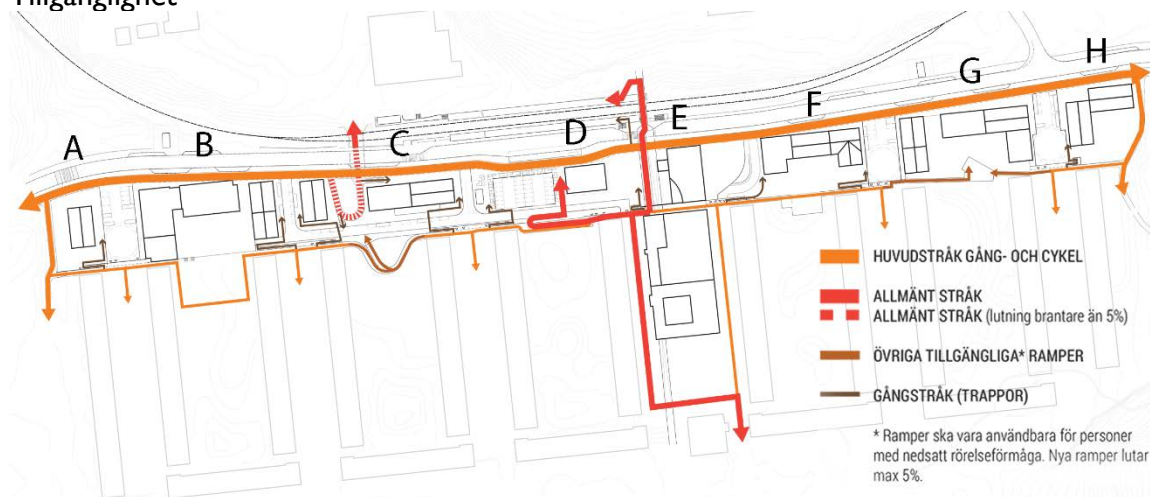 Tillgänglighet
A
B
C
D
E
F
G
H
HUVUDSTRÅK GÅNG- OCH CYKEL
ALLMÄNT STRÅK
ALLMÄNT STRÅK (lutning brantare än 5%)
ÖVRIGA TILLGÄNGLIGA* RAMPER
GÅNGSTRÅK (TRAPPOR)
* Ramper ska vara användbara för personer
med nedsatt rörelseförmåga. Nya ramper lutar
max 5%.